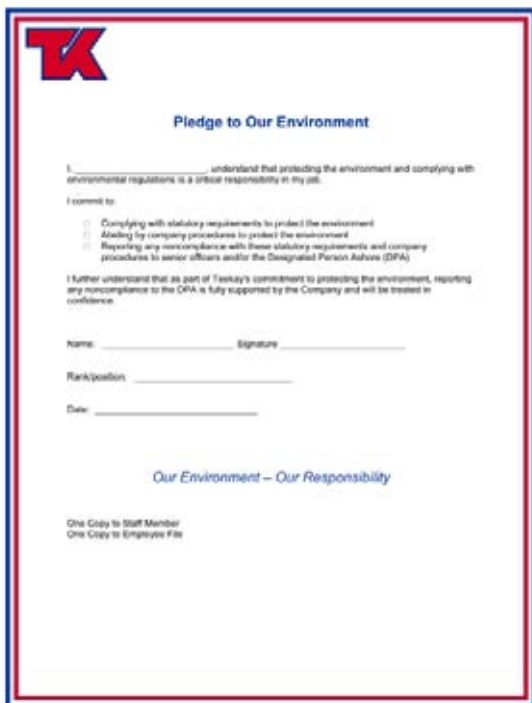 TK
Pledge to Our Environment
I, ____________________, understand that protecting the environment and complying with
environmental regulations is a critical responsibility in my job.
I commit to:
Complying with statutory requirements to protect the environment
Abiding by company procedures to protect the environment
Reporting any noncompliance with these statutory requirements and company
procedures to senior officers and/or the Designated Person Ashore (DPA)
I further understand that as part of Teekay's commitment to protecting the environment, reporting
any noncompliance to the DPA is fully supported by the Company and will be treated in
confidence.
Name: ____________________ Signature ____________________
Rank/position: ____________________
Date: ____________________
Our Environment – Our Responsibility
One Copy to Staff Member
One Copy to Employee File